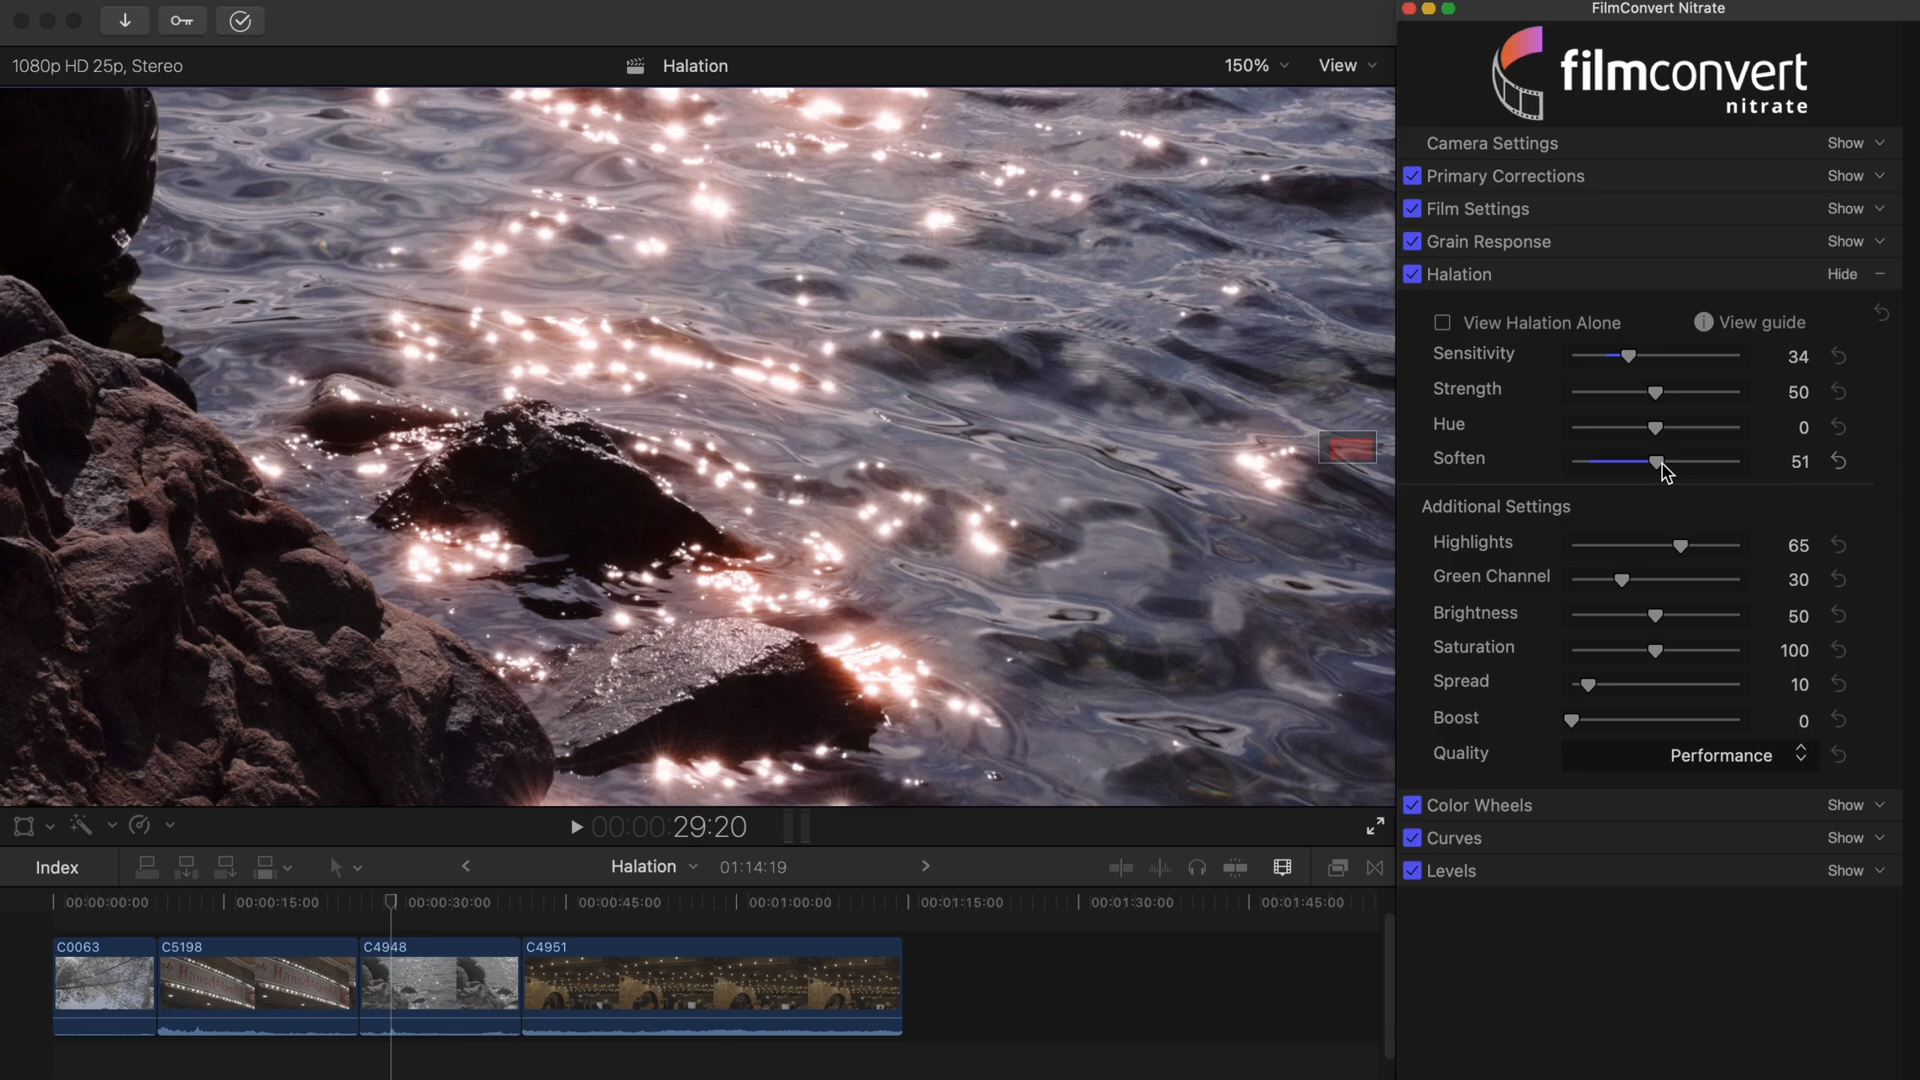 FilmConvert Nitrate
1080p HD 25p, Stereo
Halation
150%
View
filmconvert
nitrate
Camera Settings
Show
Primary Corrections
Show
Film Settings
Show
Grain Response
Show
Halation
Hide
View Halation Alone
View guide
Sensitivity
34
Strength
50
Hue
0
Soften
51
Additional Settings
Highlights
65
Green Channel
30
Brightness
50
Saturation
100
Spread
10
Boost
0
Quality
Performance
Color Wheels
Show
Curves
Show
Levels
Show
00:00:00:29:20
Index
Halation
01:14:19
00:00:00:00
00:00:15:00
00:00:30:00
00:00:45:00
00:01:00:00
00:01:15:00
00:01:30:00
00:01:45:00
C0063
C5198
C4948
C4951